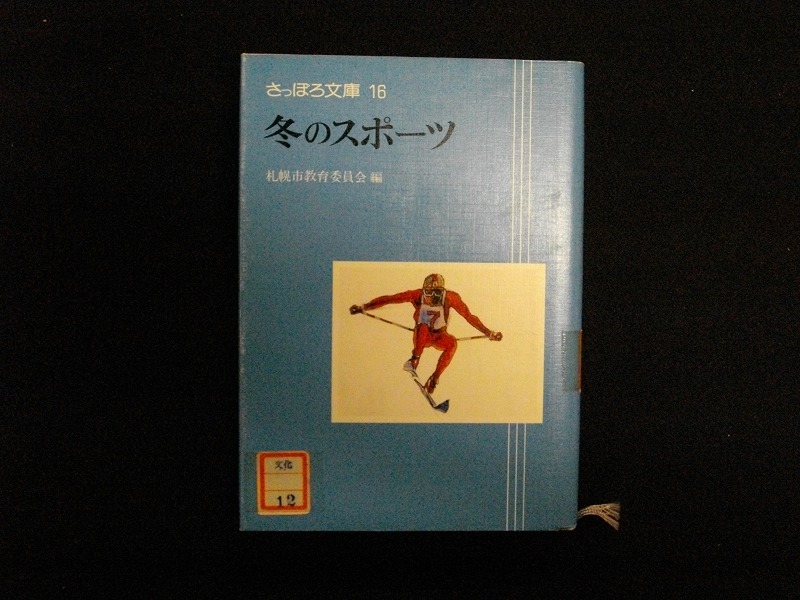 さっぽろ文庫 16
冬のスポーツ
札幌市教育委員会 編
7
文化
12